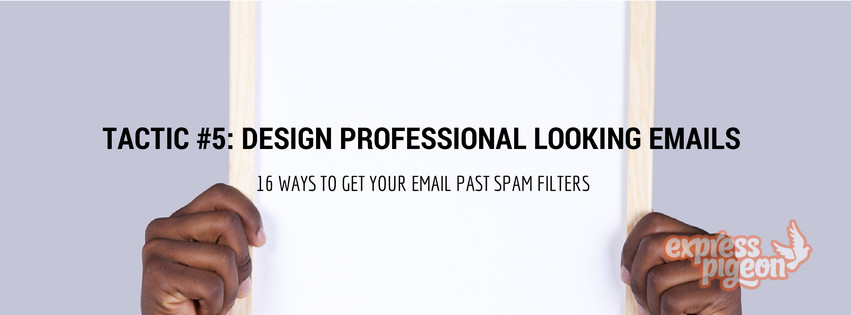 TACTIC #5: DESIGN PROFESSIONAL LOOKING EMAILS
16 WAYS TO GET YOUR EMAIL PAST SPAM FILTERS
express
pigeon